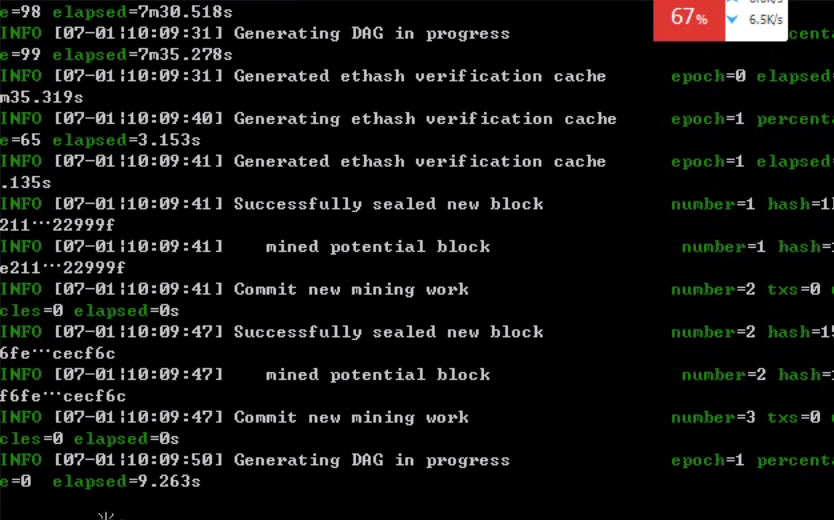 e=98 elapsed=7m30.518s
INFO [07-01|10:09:31] Generating DAG in progress
e=99 elapsed=7m35.278s
INFO [07-01|10:09:31] Generated ethash verification cache epoch=0 elapsed=
m35.319s
INFO [07-01|10:09:40] Generating ethash verification cache epoch=1 percenta
e=65 elapsed=3.153s
INFO [07-01|10:09:41] Generated ethash verification cache epoch=1 elapsed=
.135s
INFO [07-01|10:09:41] Successfully sealed new block number=1 hash=1
211…22999f
INFO [07-01|10:09:41] mined potential block number=1 hash=
e211…22999f
INFO [07-01|10:09:41] Commit new mining work number=2 txs=0
cles=0 elapsed=0s
INFO [07-01|10:09:47] Successfully sealed new block number=2 hash=15
6fe…cecf6c
INFO [07-01|10:09:47] mined potential block number=2 hash=
f6fe…cecf6c
INFO [07-01|10:09:47] Commit new mining work number=3 txs=0
cles=0 elapsed=0s
INFO [07-01|10:09:50] Generating DAG in progress epoch=1 percenta
e=0 elapsed=9.263s
67%
6.5K/s